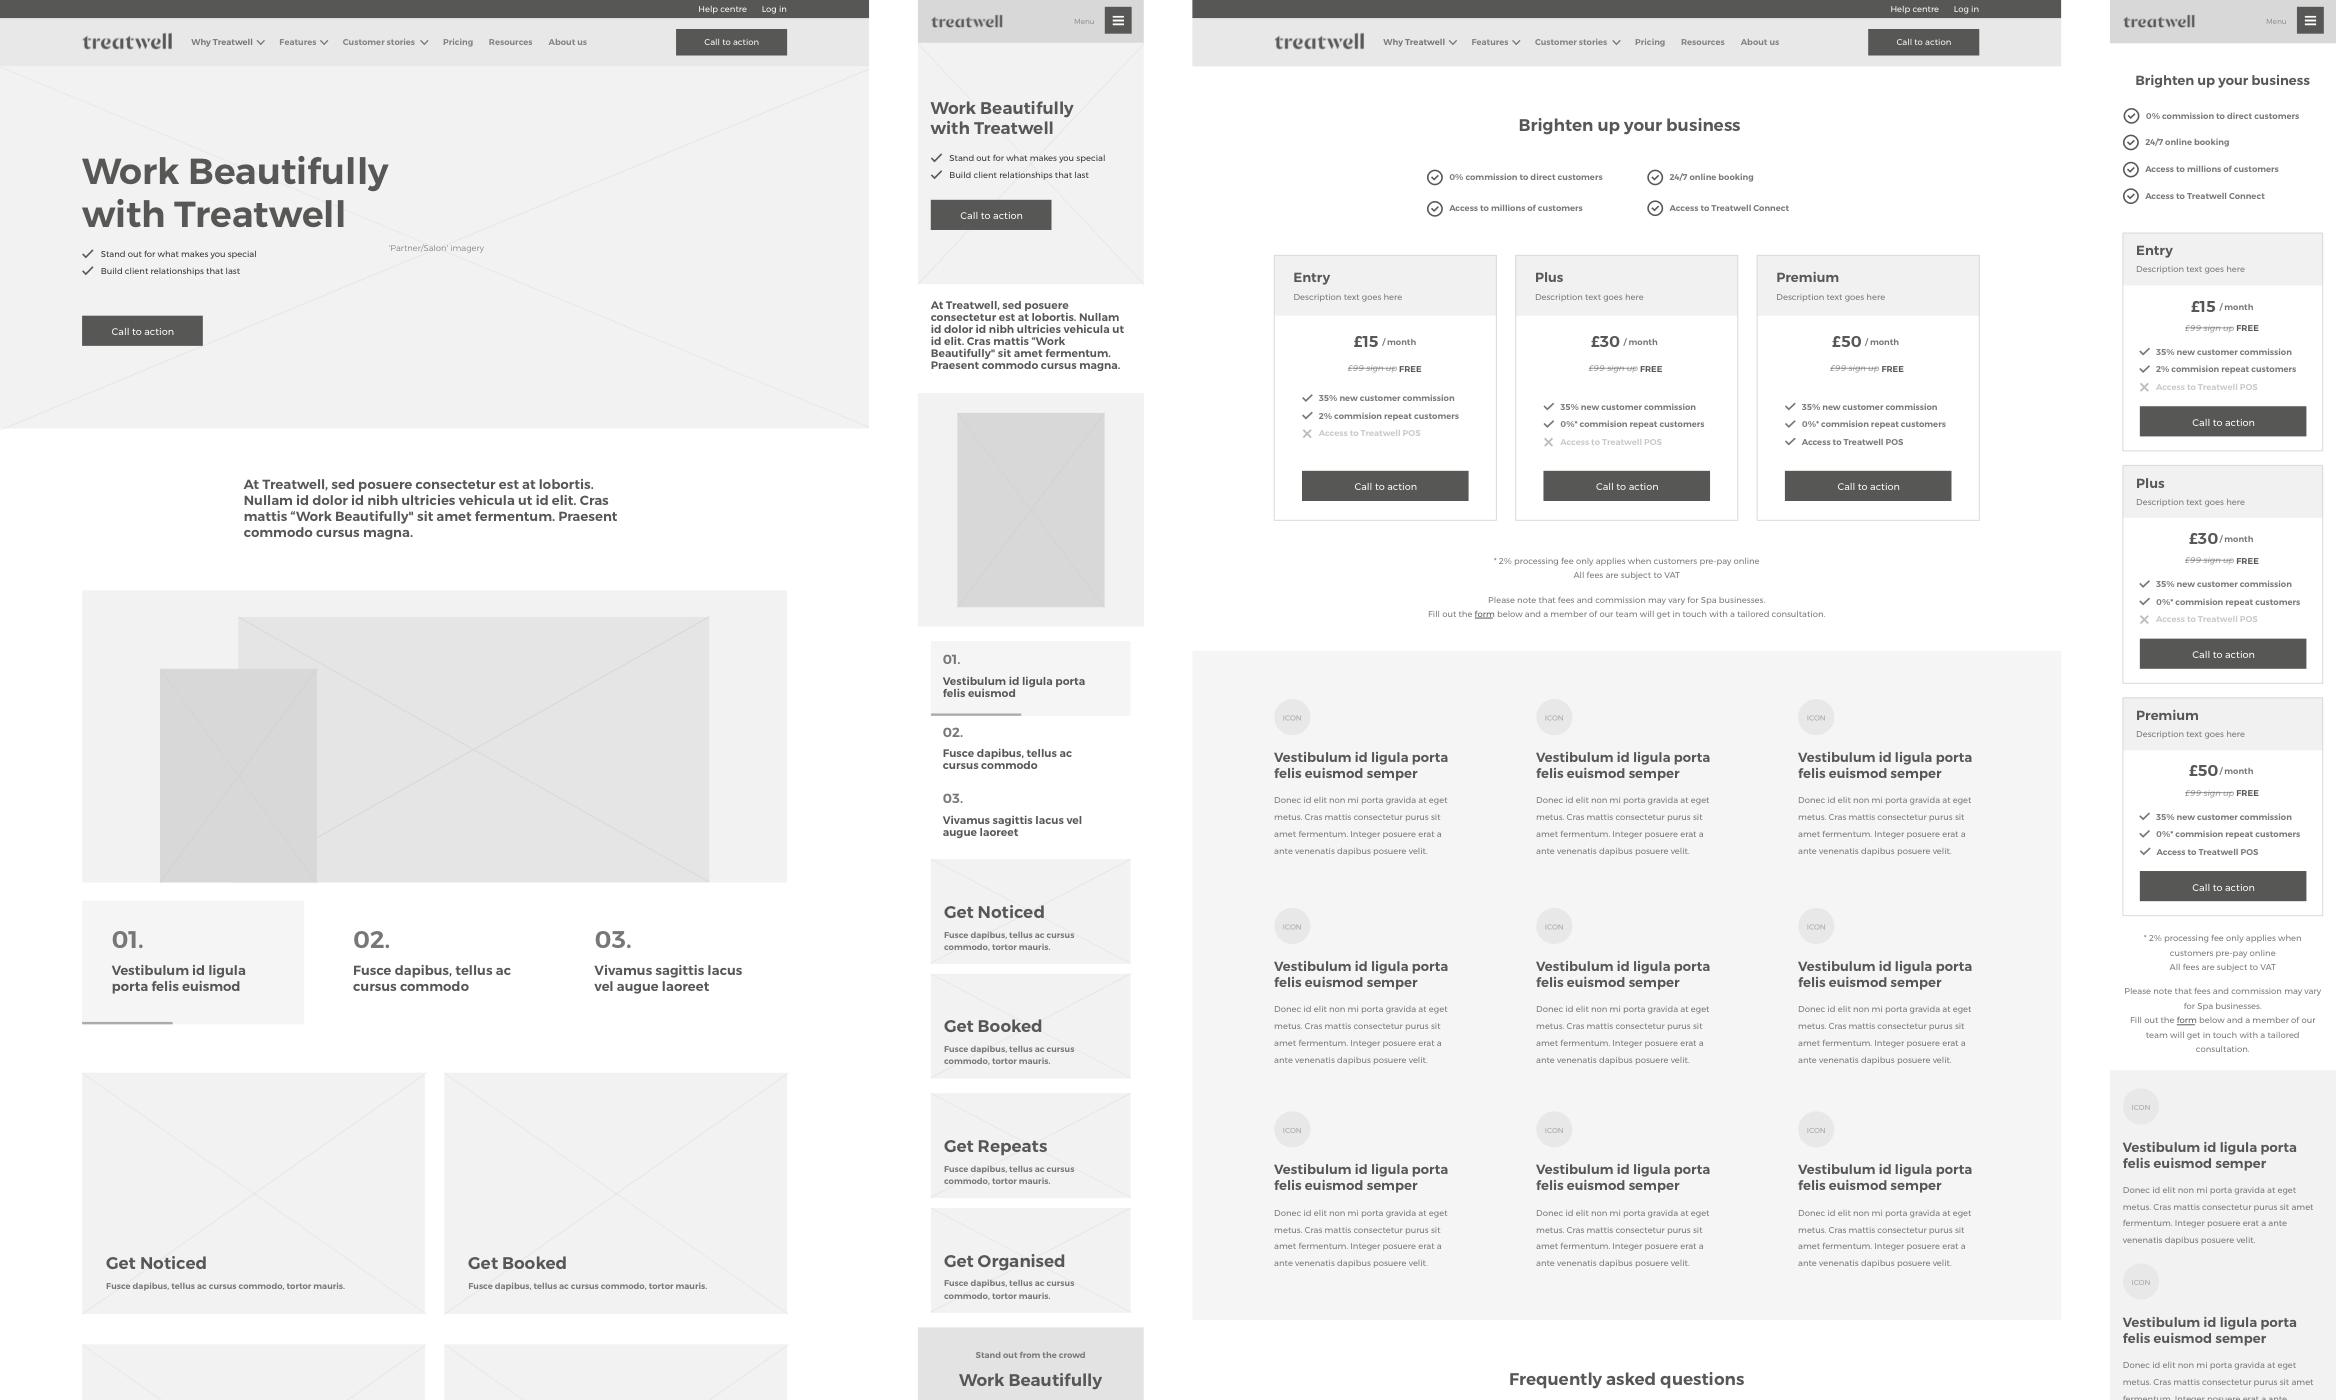 Help centre Log in
treatwell Why Treatwell Features Customer stories Pricing Resources About us Call to action
Work Beautifully
with Treatwell
'Partner/Salon' imagery
Stand out for what makes you special
Build client relationships that last
Call to action
At Treatwell, sed posuere consectetur est at lobortis.
Nullam id dolor id nibh ultricies vehicula ut id elit. Cras
mattis “Work Beautifully" sit amet fermentum. Praesent
commodo cursus magna.
01.
Vestibulum id ligula
porta felis euismod
02.
Fusce dapibus, tellus ac
cursus commodo
03.
Vivamus sagittis lacus
vel augue laoreet
Get Noticed
Fusce dapibus, tellus ac cursus commodo, tortor mauris.
Get Booked
Fusce dapibus, tellus ac cursus commodo, tortor mauris.
treatwell Menu
Work Beautifully
with Treatwell
Stand out for what makes you special
Build client relationships that last
Call to action
At Treatwell, sed posuere
consectetur est at lobortis. Nullam
id dolor id nibh ultricies vehicula ut
id elit. Cras mattis “Work
Beautifully" sit amet fermentum.
Praesent commodo cursus magna.
01.
Vestibulum id ligula porta
felis euismod
02.
Fusce dapibus, tellus ac
cursus commodo
03.
Vivamus sagittis lacus vel
augue laoreet
Get Noticed
Fusce dapibus, tellus ac cursus
commodo, tortor mauris.
Get Booked
Fusce dapibus, tellus ac cursus
commodo, tortor mauris.
Get Repeats
Fusce dapibus, tellus ac cursus
commodo, tortor mauris.
Get Organised
Fusce dapibus, tellus ac cursus
commodo, tortor mauris.
Stand out from the crowd
Work Beautifully
Help centre Log in
treatwell Why Treatwell Features Customer stories Pricing Resources About us Call to action
Brighten up your business
0% commission to direct customers
24/7 online booking
Access to millions of customers
Access to Treatwell Connect
Entry
Description text goes here
£15 / month
£99 sign up FREE
35% new customer commission
2% commision repeat customers
Access to Treatwell POS
Call to action
Plus
Description text goes here
£30 / month
£99 sign up FREE
35% new customer commission
0%* commision repeat customers
Access to Treatwell POS
Call to action
Premium
Description text goes here
£50 / month
£99 sign up FREE
35% new customer commission
0%* commision repeat customers
Access to Treatwell POS
Call to action
* 2% processing fee only applies when customers pre-pay online
All fees are subject to VAT
Please note that fees and commission may vary for Spa businesses.
Fill out the form below and a member of our team will get in touch with a tailored consultation.
ICON
Vestibulum id ligula porta
felis euismod semper
Donec id elit non mi porta gravida at eget
metus. Cras mattis consectetur purus sit
amet fermentum. Integer posuere erat a
ante venenatis dapibus posuere velit.
ICON
Vestibulum id ligula porta
felis euismod semper
Donec id elit non mi porta gravida at eget
metus. Cras mattis consectetur purus sit
amet fermentum. Integer posuere erat a
ante venenatis dapibus posuere velit.
ICON
Vestibulum id ligula porta
felis euismod semper
Donec id elit non mi porta gravida at eget
metus. Cras mattis consectetur purus sit
amet fermentum. Integer posuere erat a
ante venenatis dapibus posuere velit.
ICON
Vestibulum id ligula porta
felis euismod semper
Donec id elit non mi porta gravida at eget
metus. Cras mattis consectetur purus sit
amet fermentum. Integer posuere erat a
ante venenatis dapibus posuere velit.
ICON
Vestibulum id ligula porta
felis euismod semper
Donec id elit non mi porta gravida at eget
metus. Cras mattis consectetur purus sit
amet fermentum. Integer posuere erat a
ante venenatis dapibus posuere velit.
ICON
Vestibulum id ligula porta
felis euismod semper
Donec id elit non mi porta gravida at eget
metus. Cras mattis consectetur purus sit
amet fermentum. Integer posuere erat a
ante venenatis dapibus posuere velit.
ICON
Vestibulum id ligula porta
felis euismod semper
Donec id elit non mi porta gravida at eget
metus. Cras mattis consectetur purus sit
amet fermentum. Integer posuere erat a
ante venenatis dapibus posuere velit.
ICON
Vestibulum id ligula porta
felis euismod semper
Donec id elit non mi porta gravida at eget
metus. Cras mattis consectetur purus sit
amet fermentum. Integer posuere erat a
ante venenatis dapibus posuere velit.
ICON
Vestibulum id ligula porta
felis euismod semper
Donec id elit non mi porta gravida at eget
metus. Cras mattis consectetur purus sit
amet fermentum. Integer posuere erat a
ante venenatis dapibus posuere velit.
Frequently asked questions
treatwell Menu
Brighten up your business
0% commission to direct customers
24/7 online booking
Access to millions of customers
Access to Treatwell Connect
Entry
Description text goes here
£15 / month
£99 sign up FREE
35% new customer commission
2% commision repeat customers
Access to Treatwell POS
Call to action
Plus
Description text goes here
£30 / month
£99 sign up FREE
35% new customer commission
0%* commision repeat customers
Access to Treatwell POS
Call to action
Premium
Description text goes here
£50 / month
£99 sign up FREE
35% new customer commission
0%* commision repeat customers
Access to Treatwell POS
Call to action
* 2% processing fee only applies when
customers pre-pay online
All fees are subject to VAT
Please note that fees and commission may vary
for Spa businesses.
Fill out the form below and a member of our
team will get in touch with a tailored
consultation.
ICON
Vestibulum id ligula porta
felis euismod semper
Donec id elit non mi porta gravida at eget
metus. Cras mattis consectetur purus sit amet
fermentum. Integer posuere erat a ante
venenatis dapibus posuere velit.
ICON
Vestibulum id ligula porta
felis euismod semper
Donec id elit non mi porta gravida at eget
metus. Cras mattis consectetur purus sit amet